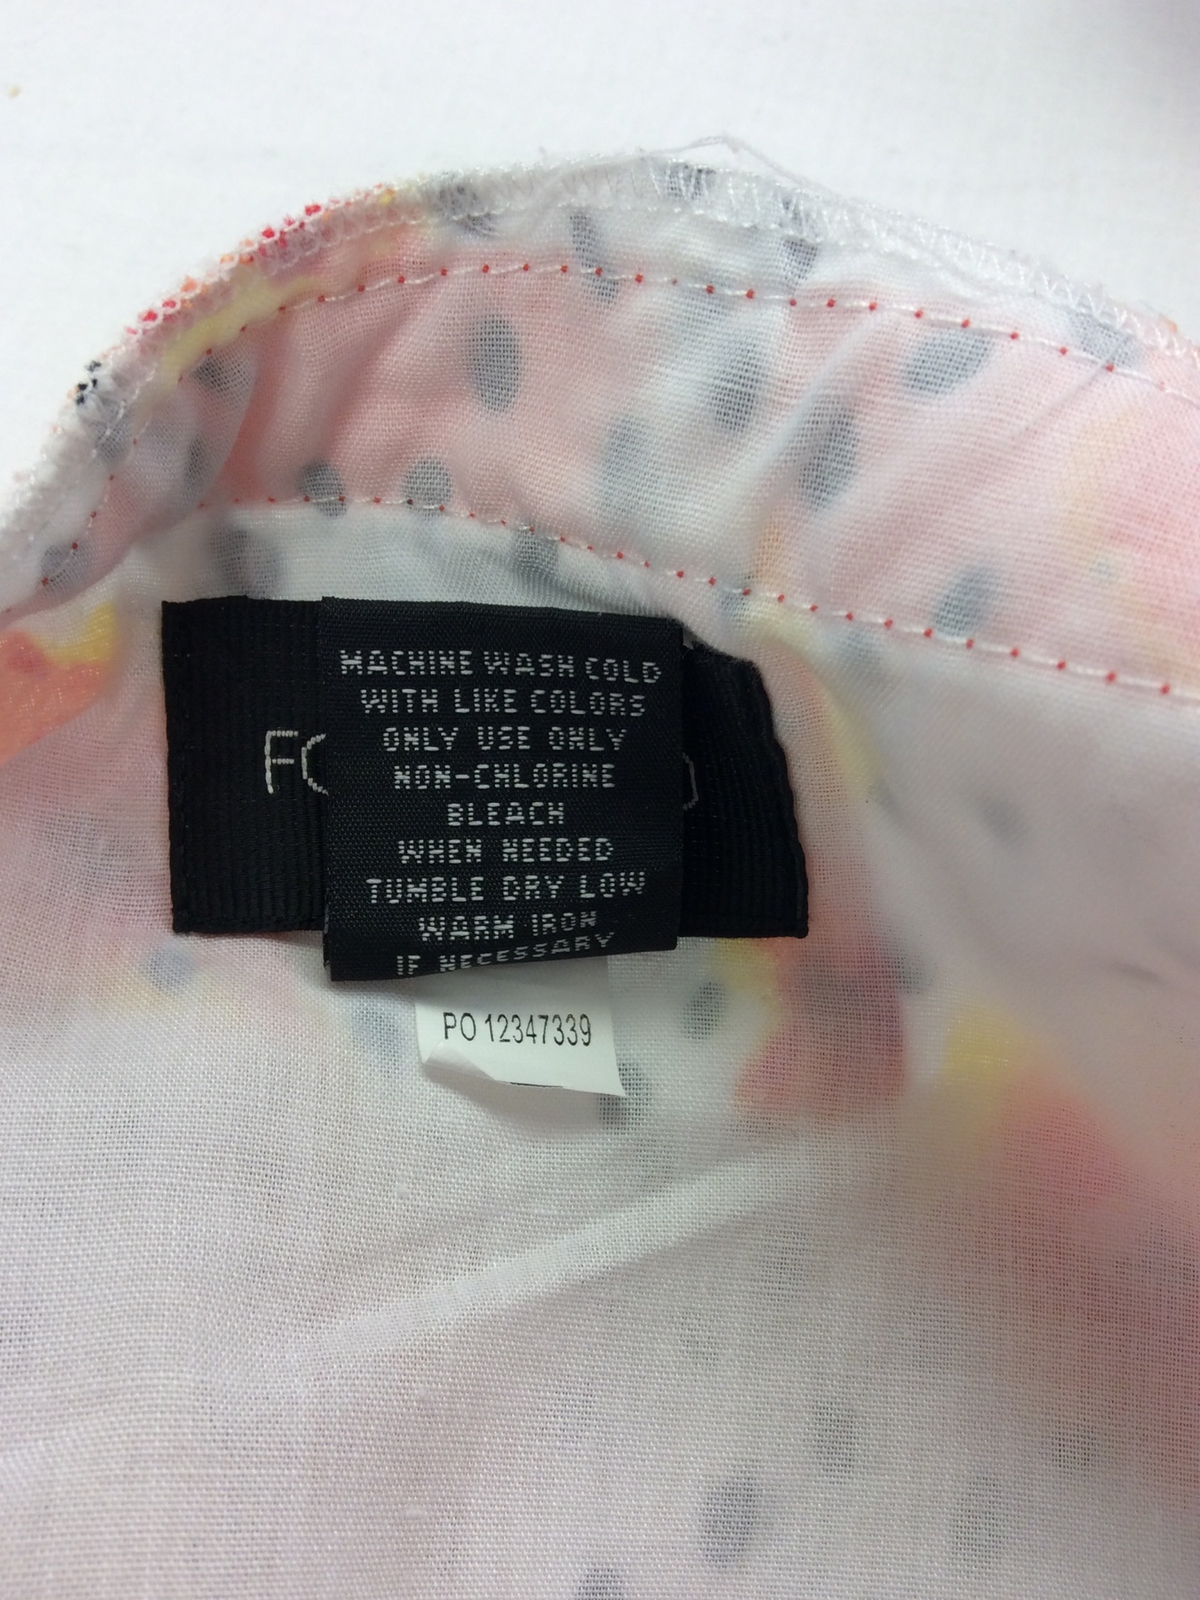 MACHINE WASH COLD
WITH LIKE COLORS
ONLY USE ONLY
NON-CHLORINE
BLEACH
WHEN NEEDED
TUMBLE DRY LOW
WARM IRON
IF NECESSARY
PO 12347339